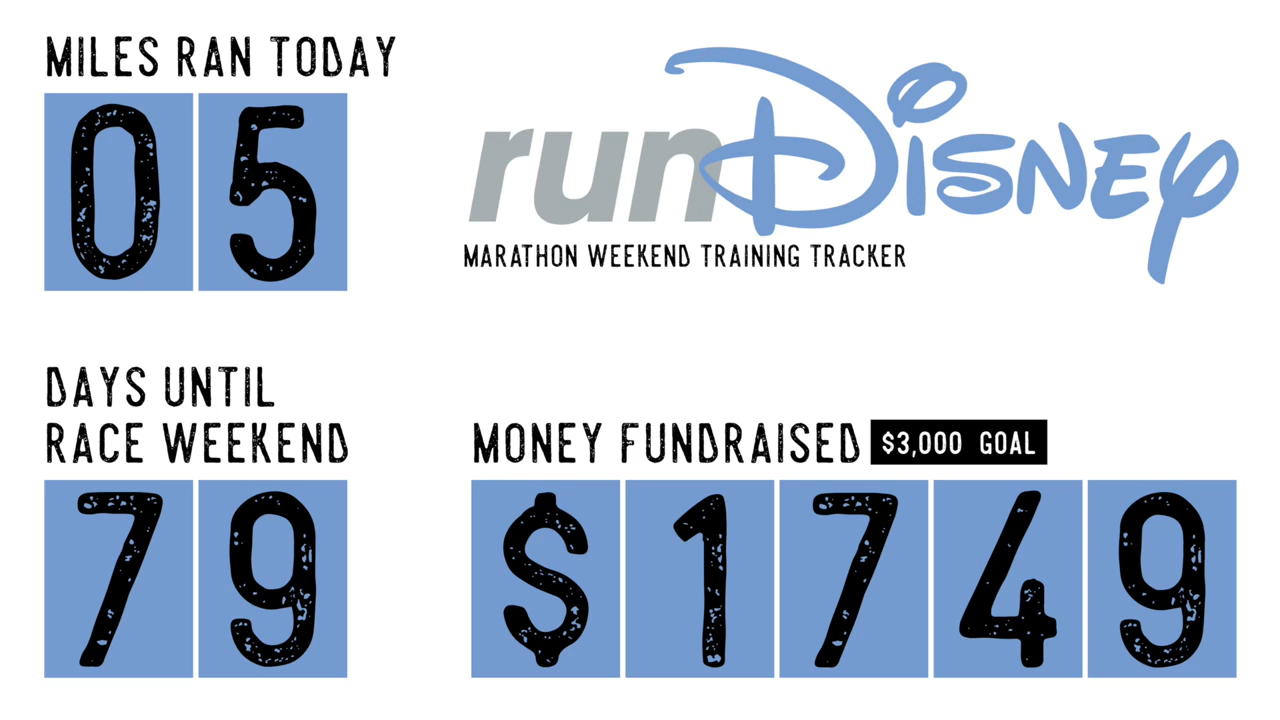 MILES RAN TODAY
05
runDisney
MARATHON WEEKEND TRAINING TRACKER
DAYS UNTIL
RACE WEEKEND
79
MONEY FUNDRAISED $3,000 GOAL
$1749